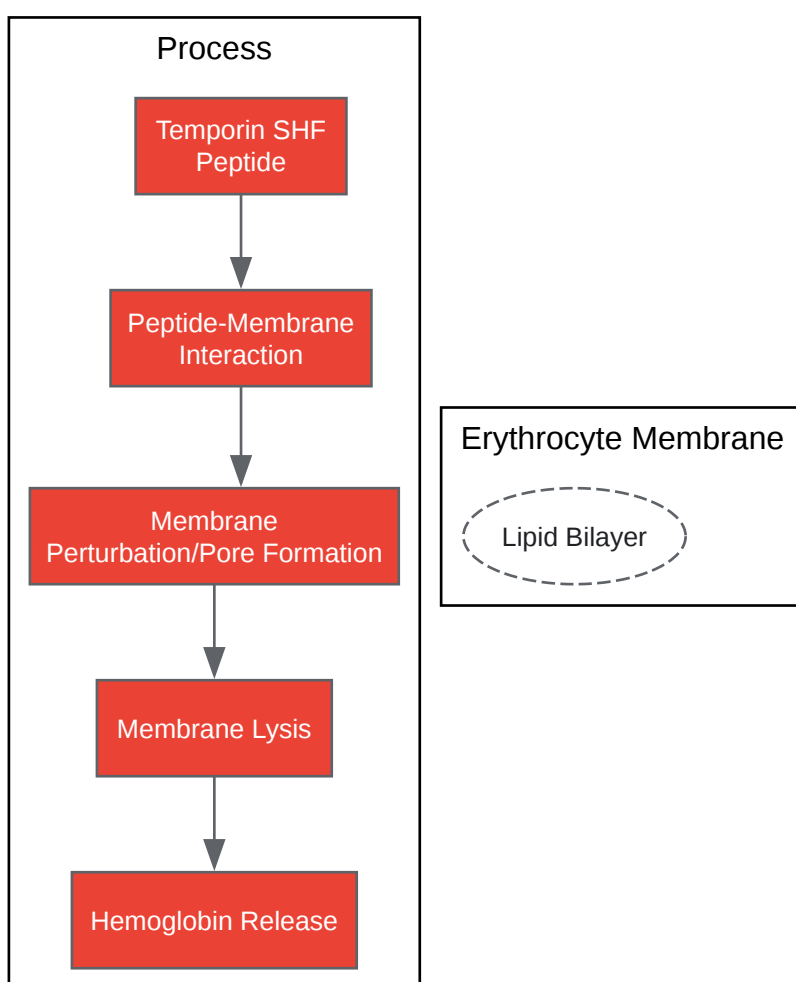 Process
Temporin SHF
Peptide
Peptide-Membrane
Interaction
Membrane
Perturbation/Pore Formation
Membrane Lysis
Hemoglobin Release
Erythrocyte Membrane
Lipid Bilayer